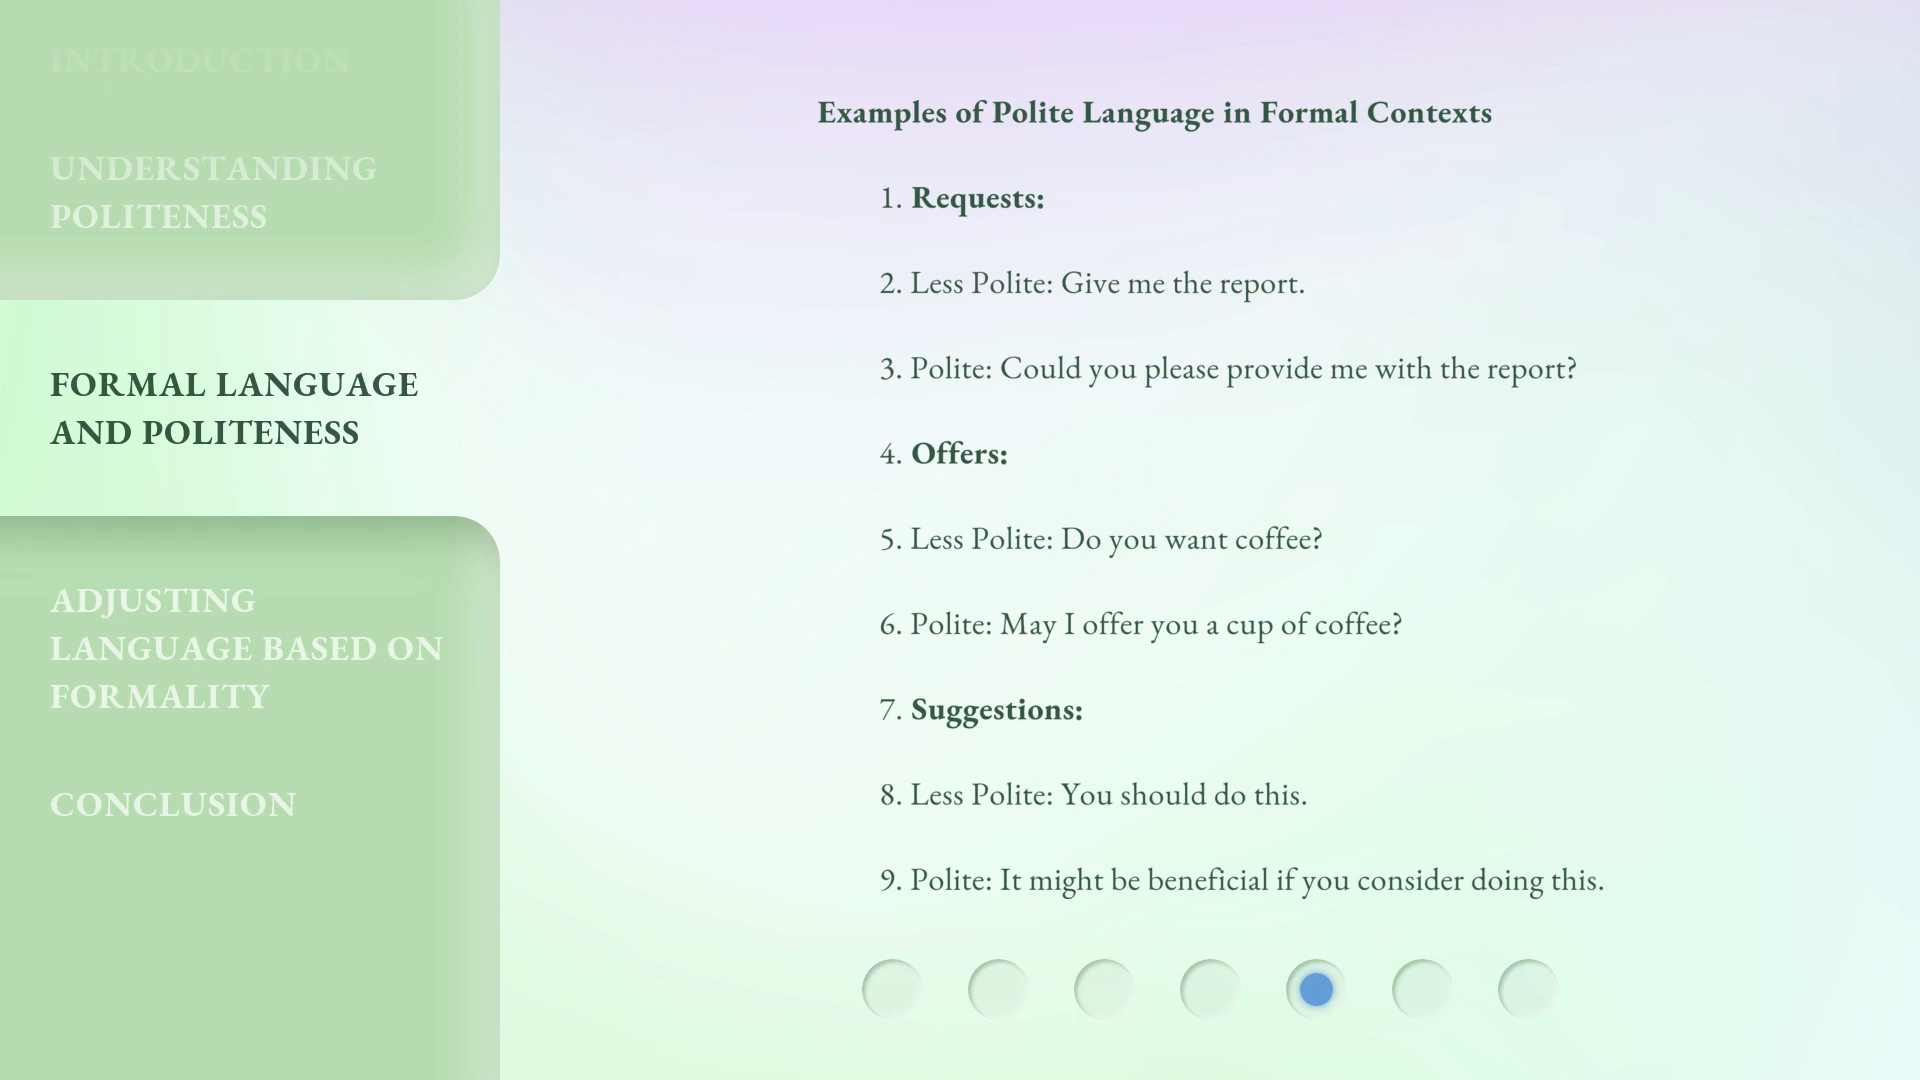 INTRODUCTION
UNDERSTANDING
POLITENESS
FORMAL LANGUAGE
AND POLITENESS
ADJUSTING
LANGUAGE BASED ON
FORMALITY
CONCLUSION
Examples of Polite Language in Formal Contexts
1. Requests:
2. Less Polite: Give me the report.
3. Polite: Could you please provide me with the report?
4. Offers:
5. Less Polite: Do you want coffee?
6. Polite: May I offer you a cup of coffee?
7. Suggestions:
8. Less Polite: You should do this.
9. Polite: It might be beneficial if you consider doing this.